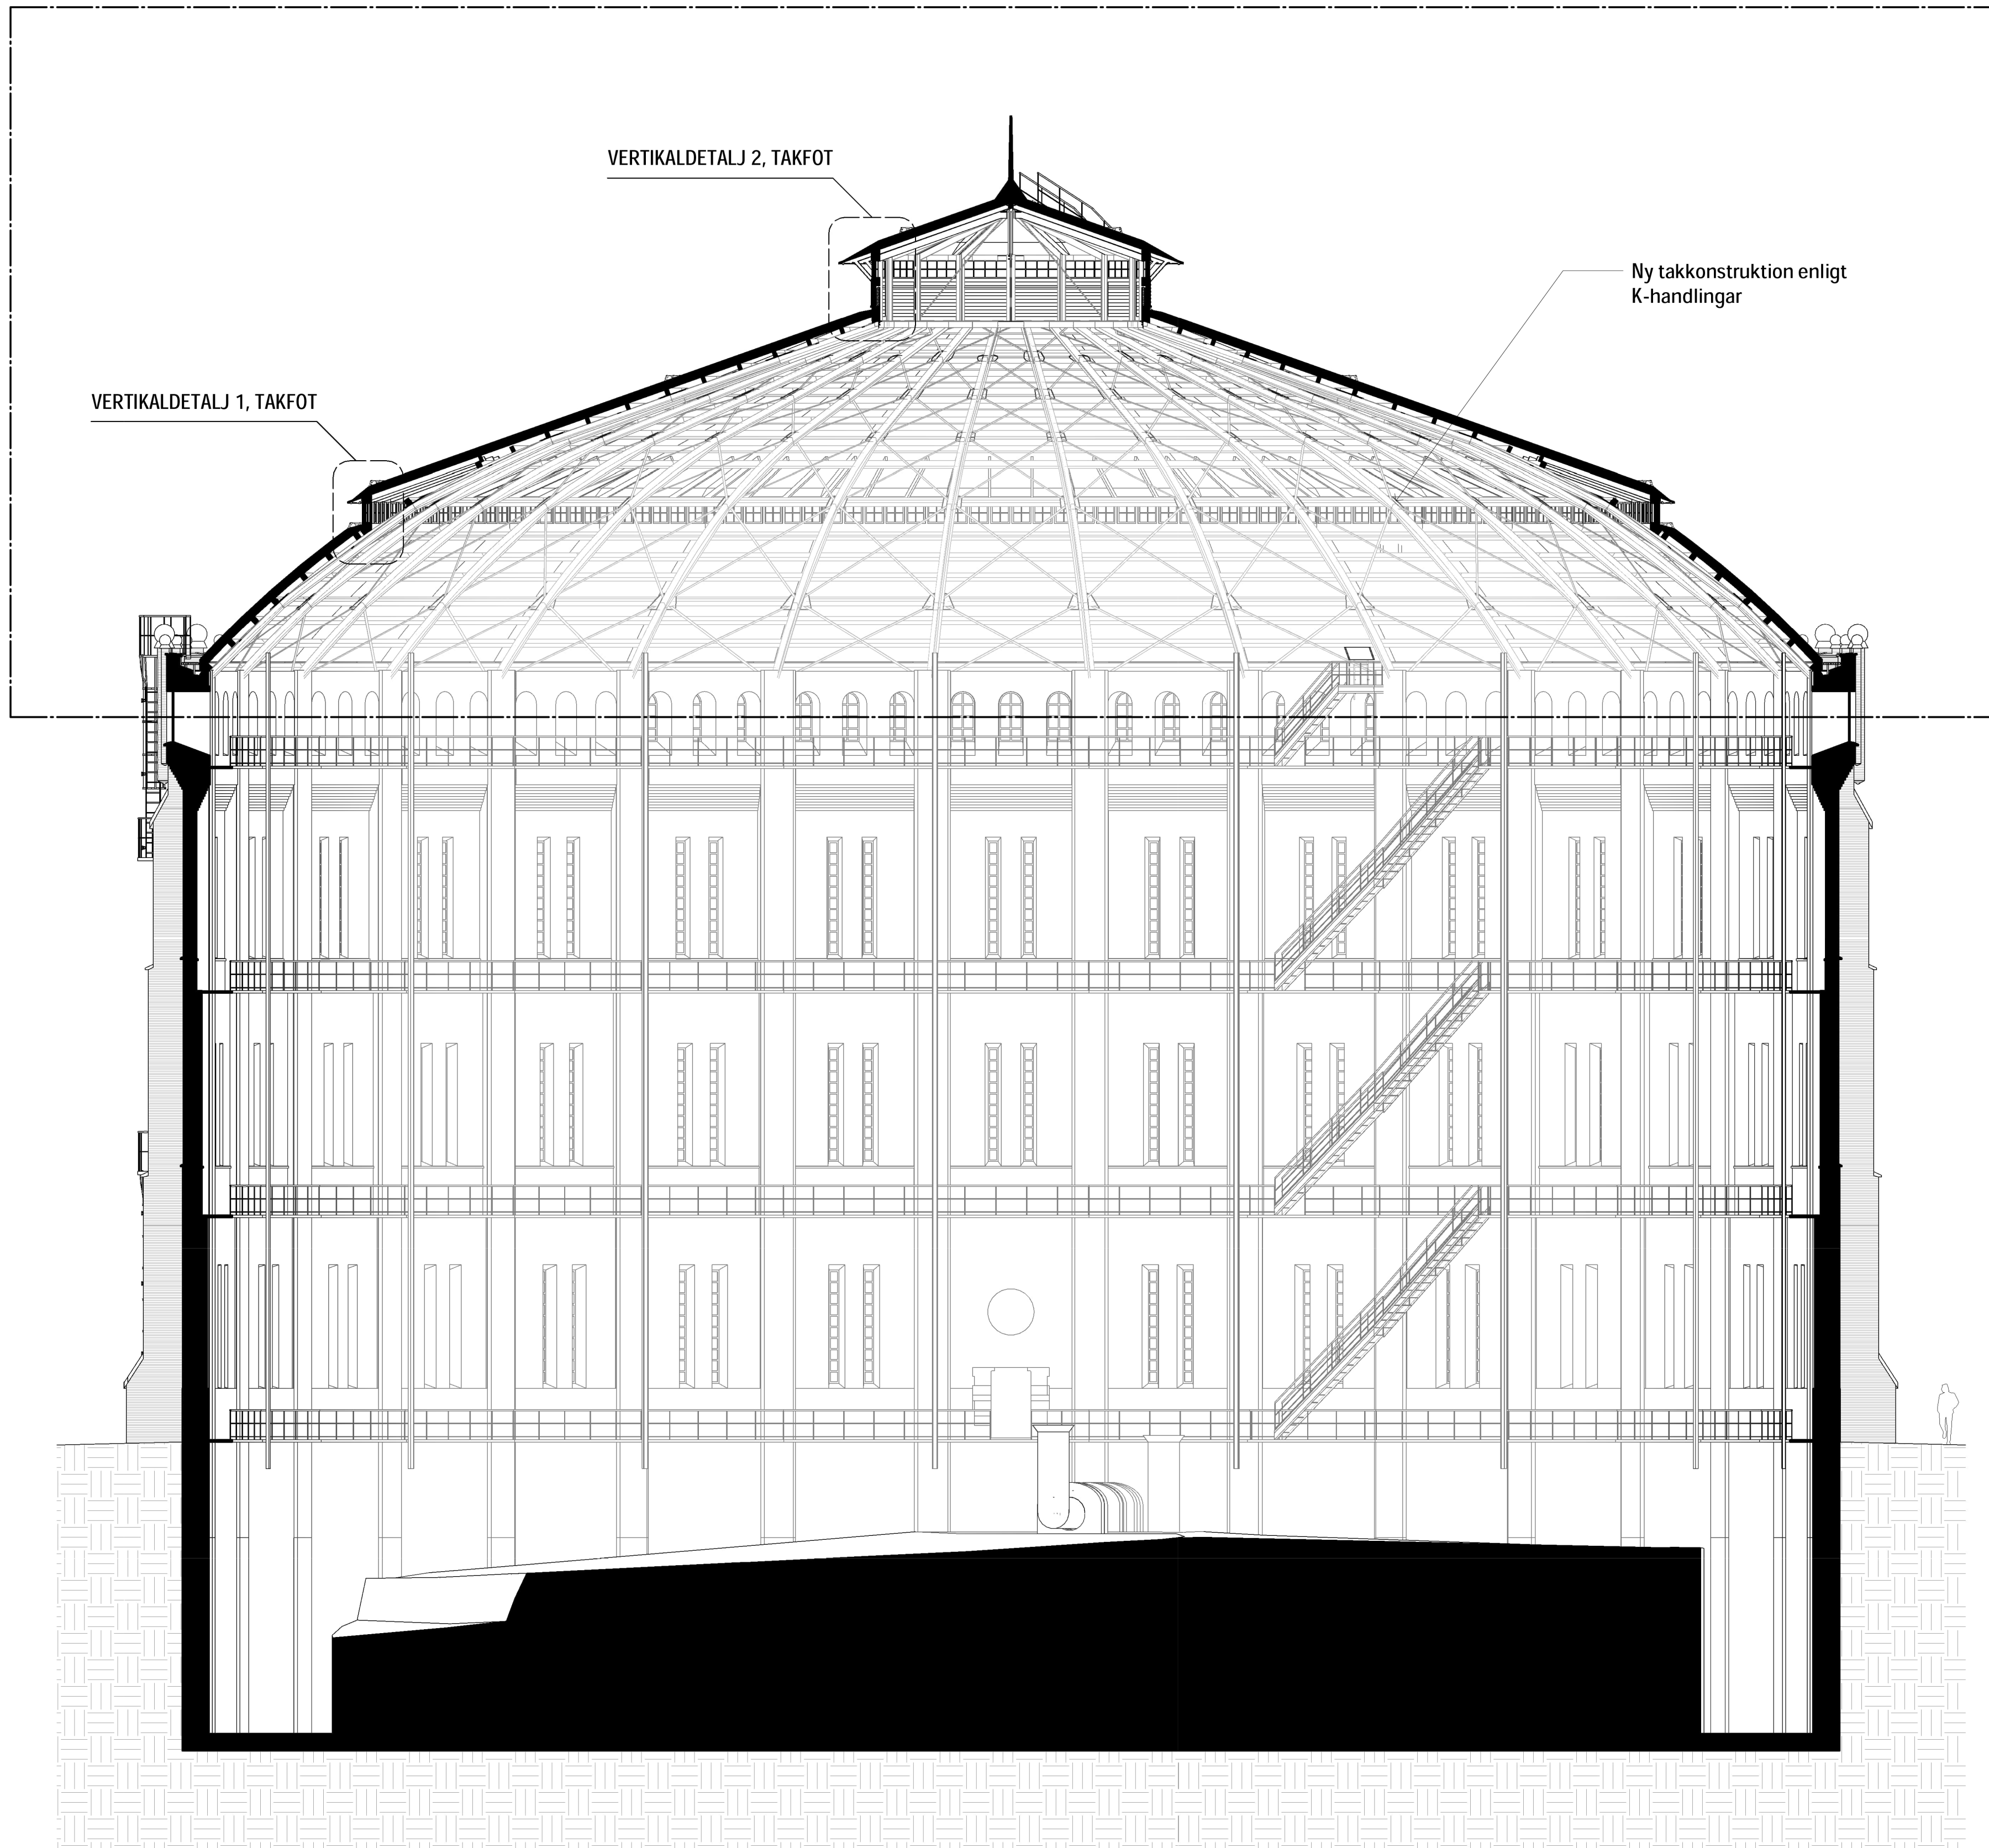 VERTIKALDETALJ 2, TAKFOT
Ny takkonstruktion enligt
K-handlingar
VERTIKALDETALJ 1, TAKFOT